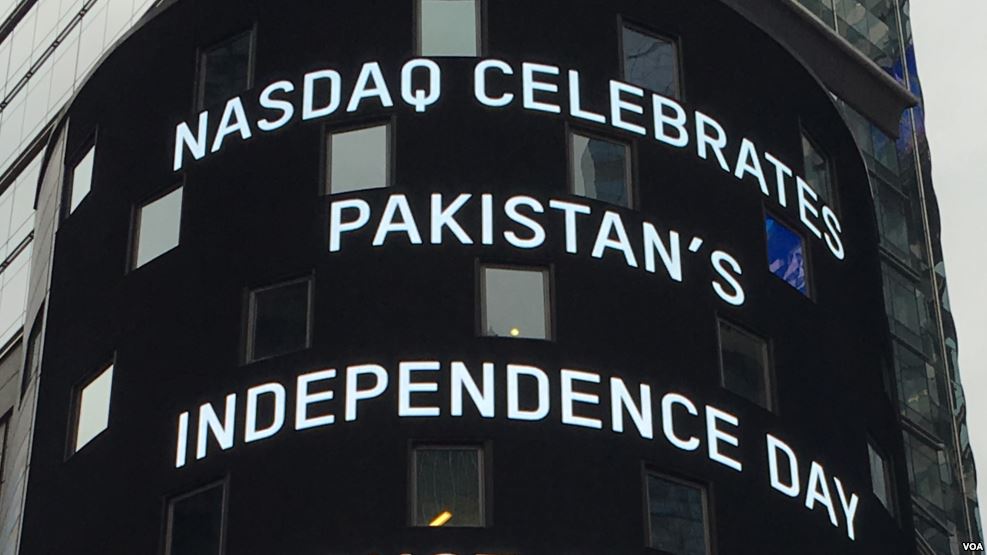 NASDAQ CELEBRATES
PAKISTAN'S
INDEPENDENCE DAY
VOA